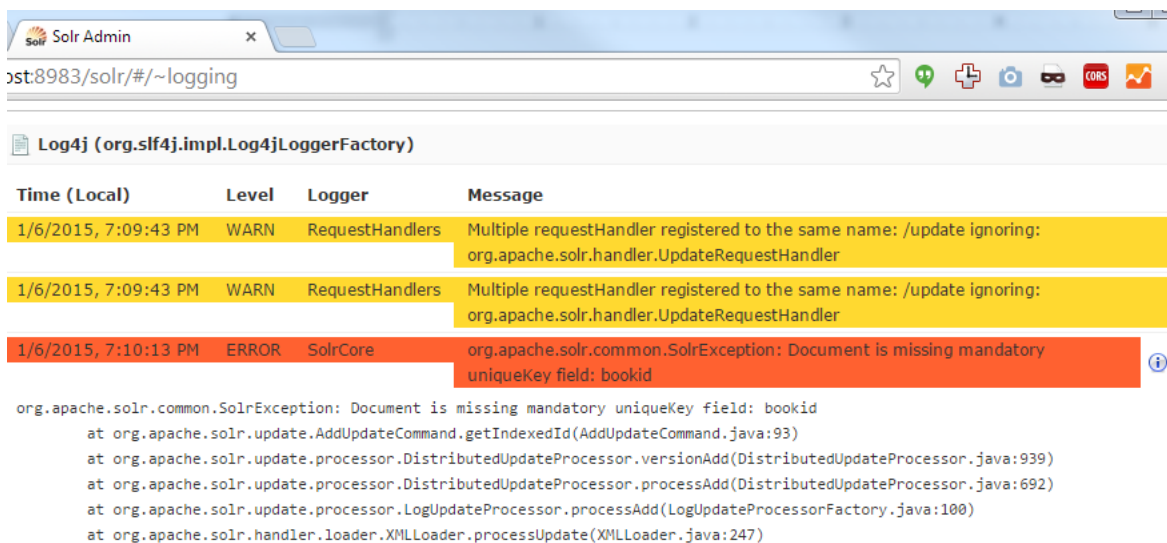 Solr Solr Admin ×
ost:8983/solr/#/~logging
CORS
Log4j (org.slf4j.impl.Log4jLoggerFactory)
Time (Local) Level Logger Message
1/6/2015, 7:09:43 PM WARN RequestHandlers Multiple requestHandler registered to the same name: /update ignoring:
org.apache.solr.handler.UpdateRequestHandler
1/6/2015, 7:09:43 PM WARN RequestHandlers Multiple requestHandler registered to the same name: /update ignoring:
org.apache.solr.handler.UpdateRequestHandler
1/6/2015, 7:10:13 PM ERROR SolrCore org.apache.solr.common.SolrException: Document is missing mandatory
uniqueKey field: bookid
org.apache.solr.common.SolrException: Document is missing mandatory uniqueKey field: bookid
at org.apache.solr.update.AddUpdateCommand.getIndexedId(AddUpdateCommand.java:93)
at org.apache.solr.update.processor.DistributedUpdateProcessor.versionAdd(DistributedUpdateProcessor.java:939)
at org.apache.solr.update.processor.DistributedUpdateProcessor.processAdd(DistributedUpdateProcessor.java:692)
at org.apache.solr.update.processor.LogUpdateProcessor.processAdd(LogUpdateProcessorFactory.java:100)
at org.apache.solr.handler.loader.XMLLoader.processUpdate(XMLLoader.java:247)